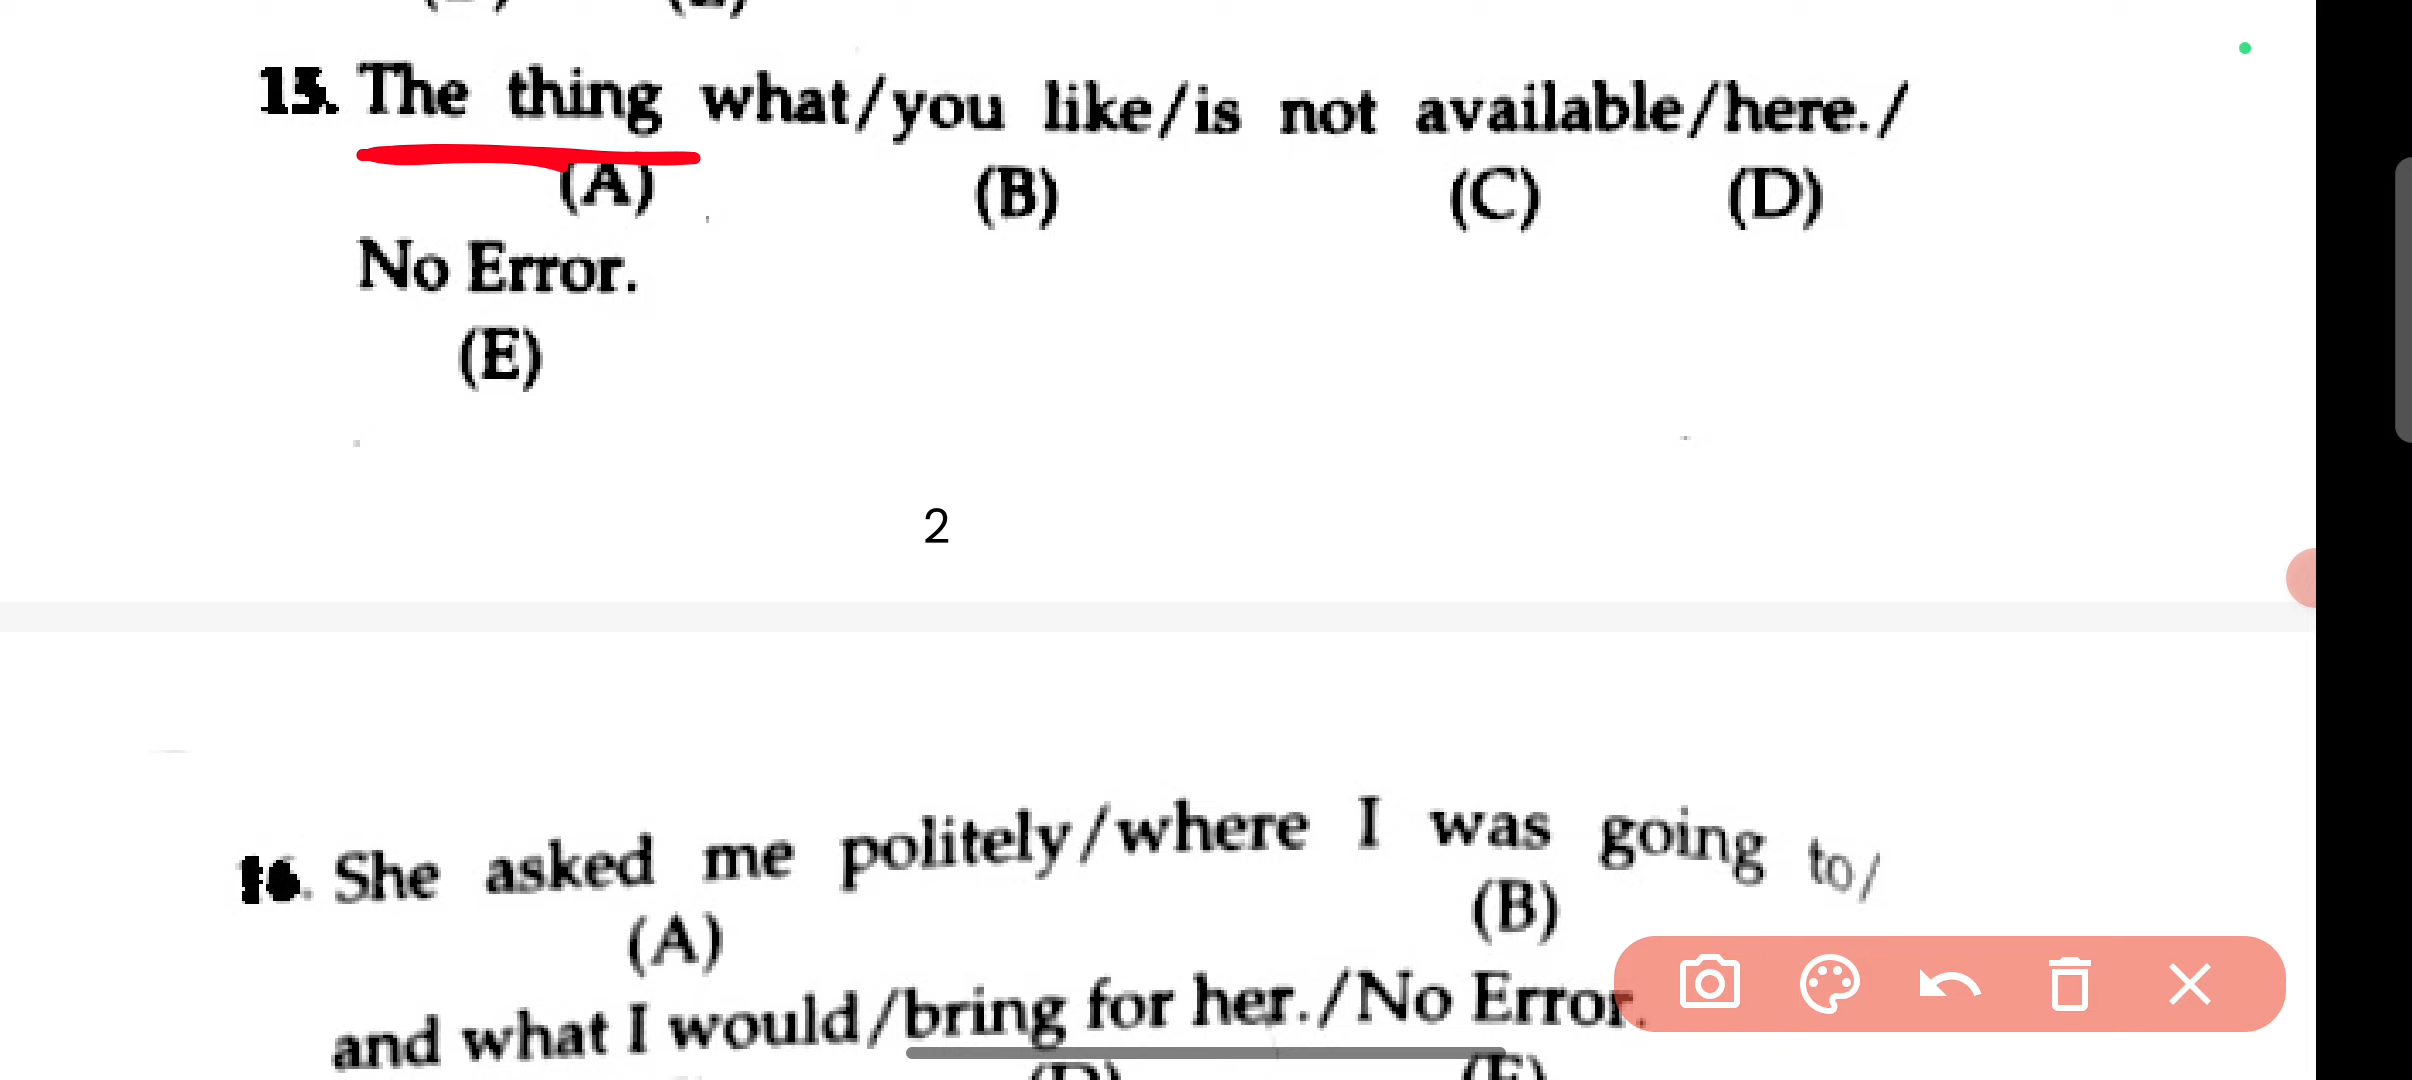 15. The thing what/you like/is not available/here./
(A) (B) (C) (D)
No Error.
(E)
2
16. She asked me politely/where I was going to/
(A) (B)
and what I would/bring for her./No Error.
(D) (E)